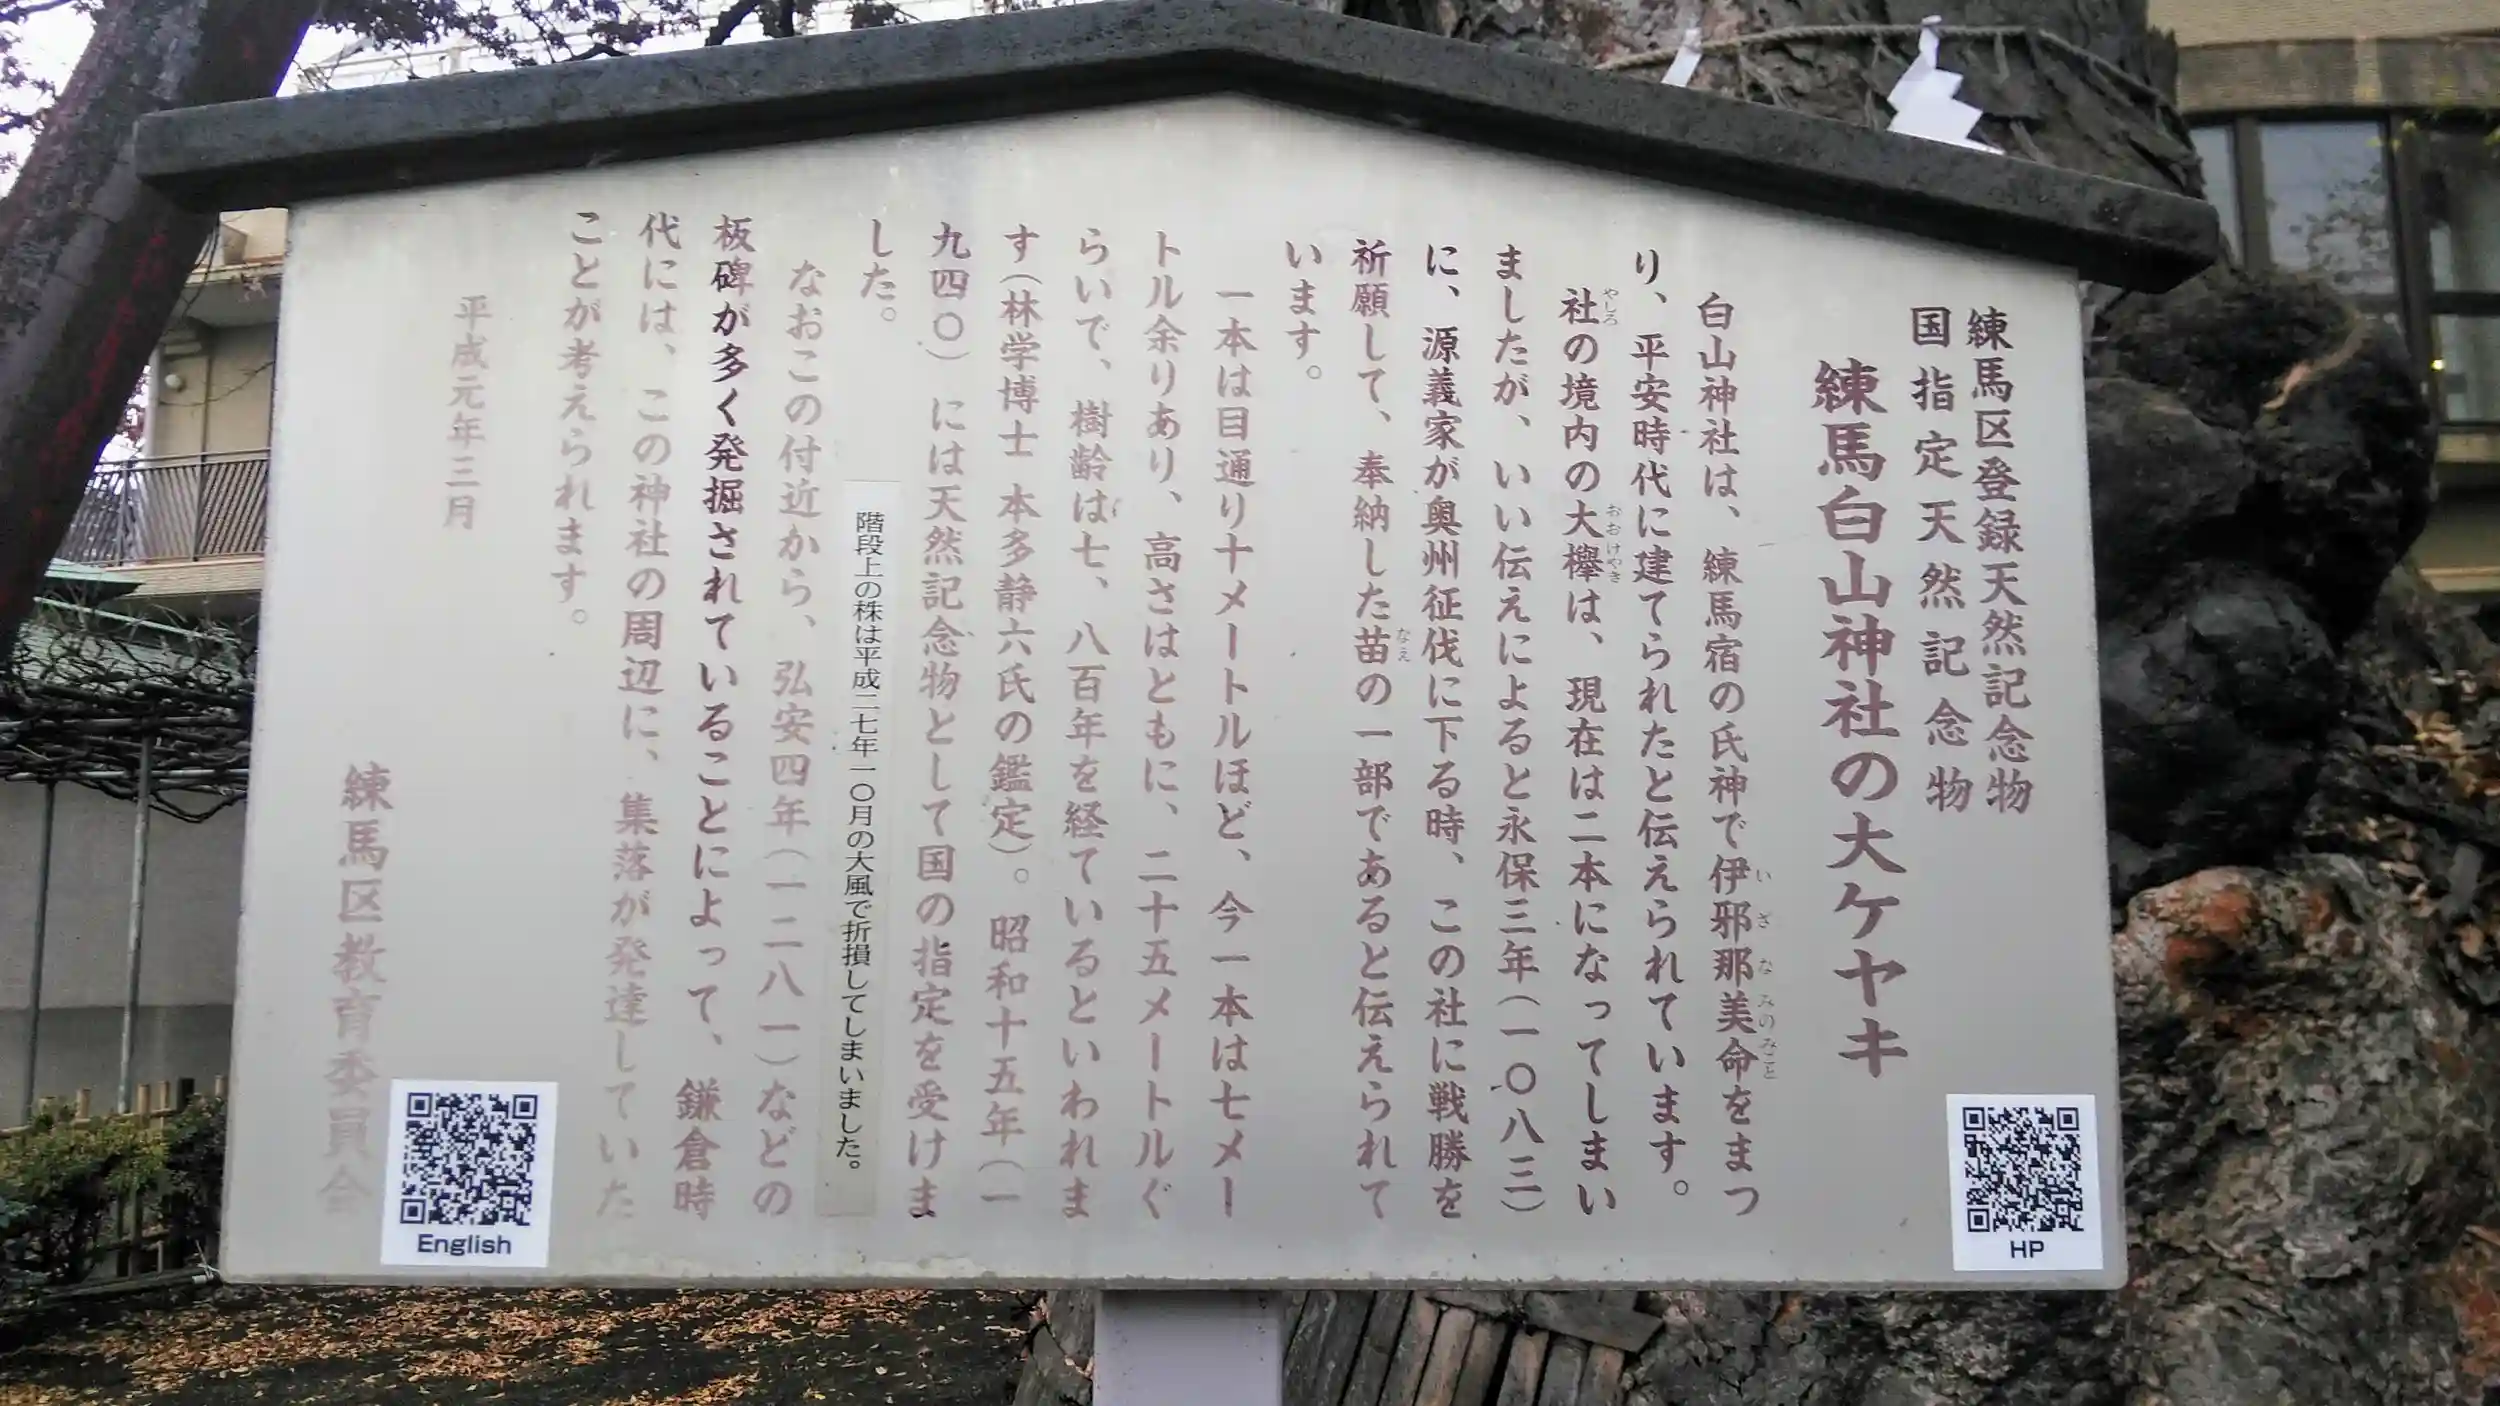 練馬区登録天然記念物
国指定天然記念物
練馬白山神社の大ケヤキ
白山神社は、練馬宿の氏神で伊邪那美命をまつ
いざなみのみこと
り、平安時代に建てられたと伝えられています。
社の境内の大欅は、現在は二本になってしまい
やしろ
おおけやき
ましたが、いい伝えによると永保三年(一〇八三)
に、源義家が奥州征伐に下る時、この社に戦勝を
祈願して、奉納した苗の一部であると伝えられて
なえ
います。
一本は目通り十メートルほど、今一本は七メー
トル余りあり、高さはともに、二十五メートルぐ
らいで、樹齢は七、八百年を経ているといわれま
す(林学博士 本多静六氏の鑑定)。昭和十五年(一
九四〇)には天然記念物として国の指定を受けま
した。
階段上の株は平成二七年一〇月の大風で折損してしまいました。
なおこの付近から、弘安四年(一二八一)などの
板碑が多く発掘されていることによって、鎌倉時
代には、この神社の周辺に、集落が発達していた
ことが考えられます。
平成元年三月
練馬区教育委員会
English
HP